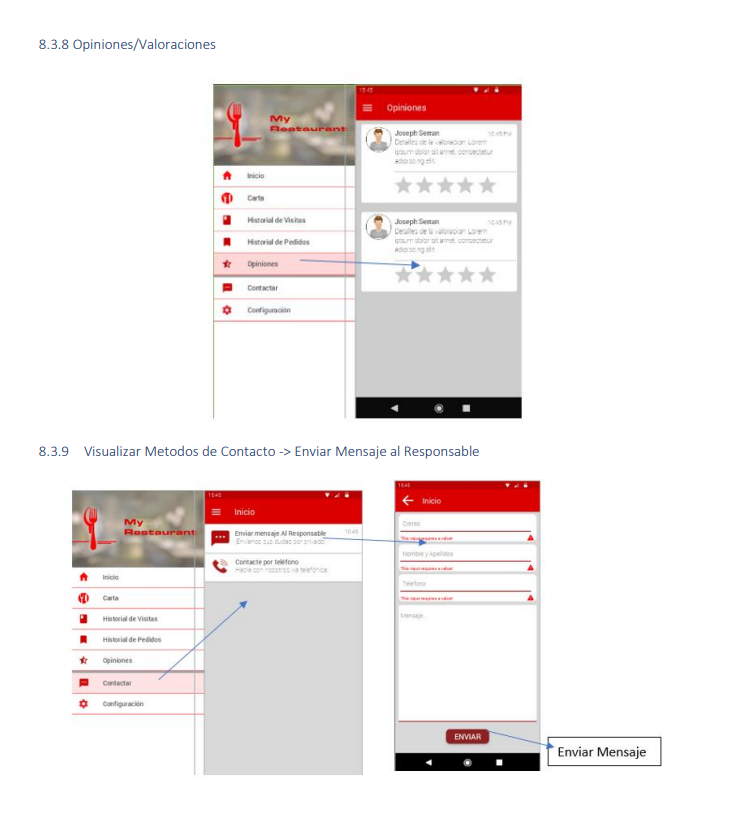 8.3.8 Opiniones/Valoraciones
My
Restaurant
Inicio
Carta
Historial de Visitas
Historial de Pedidos
Opiniones
Contactar
Configuración
15:45
Opiniones
Joseph Serran
10:45 PM
Detalles de la valoracion Lorem
ipsum dolor sit amet, consectetur
adipiscing elit
Joseph Serran
10:45 PM
Detalles de la valoracion Lorem
ipsum dolor sit amet, consectetur
adipiscing elit
8.3.9 Visualizar Metodos de Contacto -> Enviar Mensaje al Responsable
My
Restaurant
Inicio
Carta
Historial de Visitas
Historial de Pedidos
Opiniones
Contactar
Configuración
15:45
Inicio
Enviar mensaje Al Responsable
15:45
Envienos sus dudas por privado
Contacte por teléfono
Hable con nosotros via telefónica
15:45
Inicio
Correo
This input requires a value!
Nombre y Apellidos
This input requires a value!
Telefono
This input requires a value!
Mensaje...
ENVIAR
Enviar Mensaje